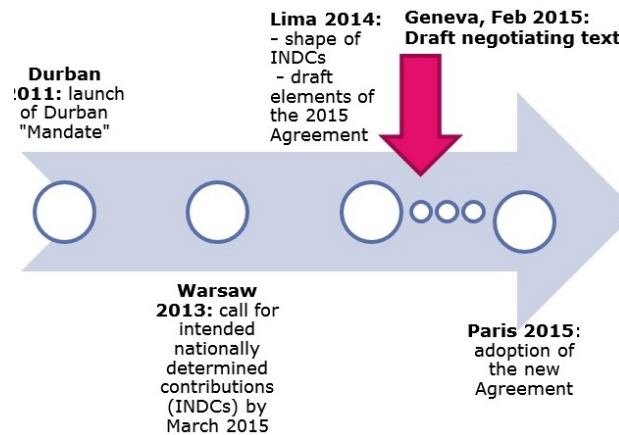 Durban
2011: launch
of Durban
"Mandate"
Warsaw
2013: call for
intended
nationally
determined
contributions
(INDCs) by
March 2015
Lima 2014:
- shape of
INDCs
- draft
elements of
the 2015
Agreement
Geneva, Feb 2015:
Draft negotiating text
Paris 2015:
adoption of
the new
Agreement